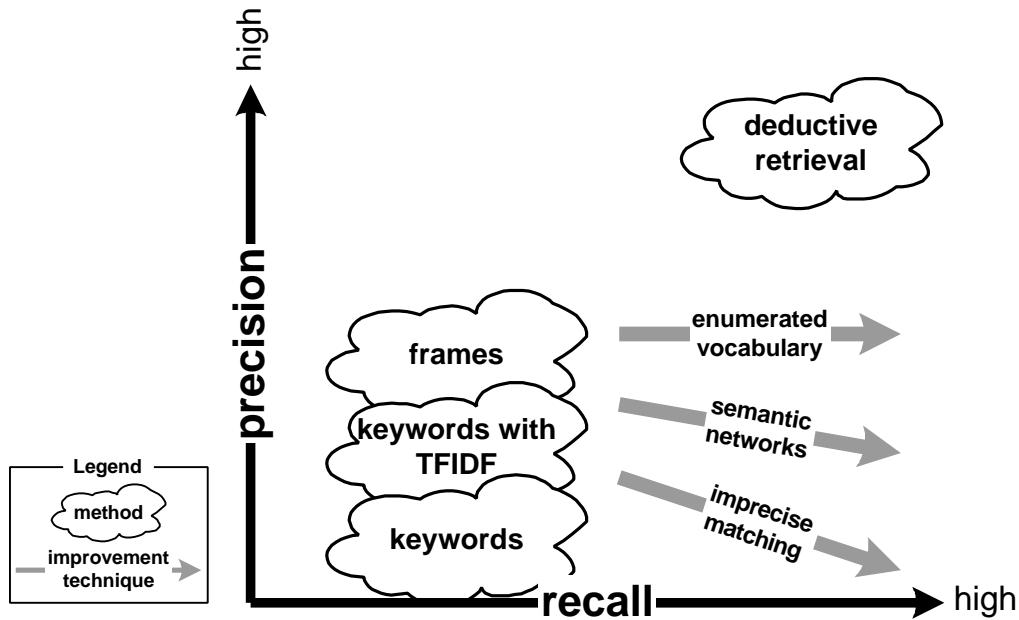 high
deductive
retrieval
precision
frames
enumerated
vocabulary
keywords with
TFIDF
semantic
networks
keywords
imprecise
matching
Legend
method
improvement
technique
recall
high